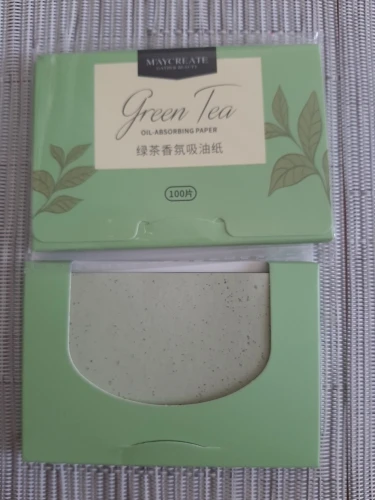 MAYCREATE
Green Tea
OIL-ABSORBING PAPER
绿茶香氛吸油纸
100片